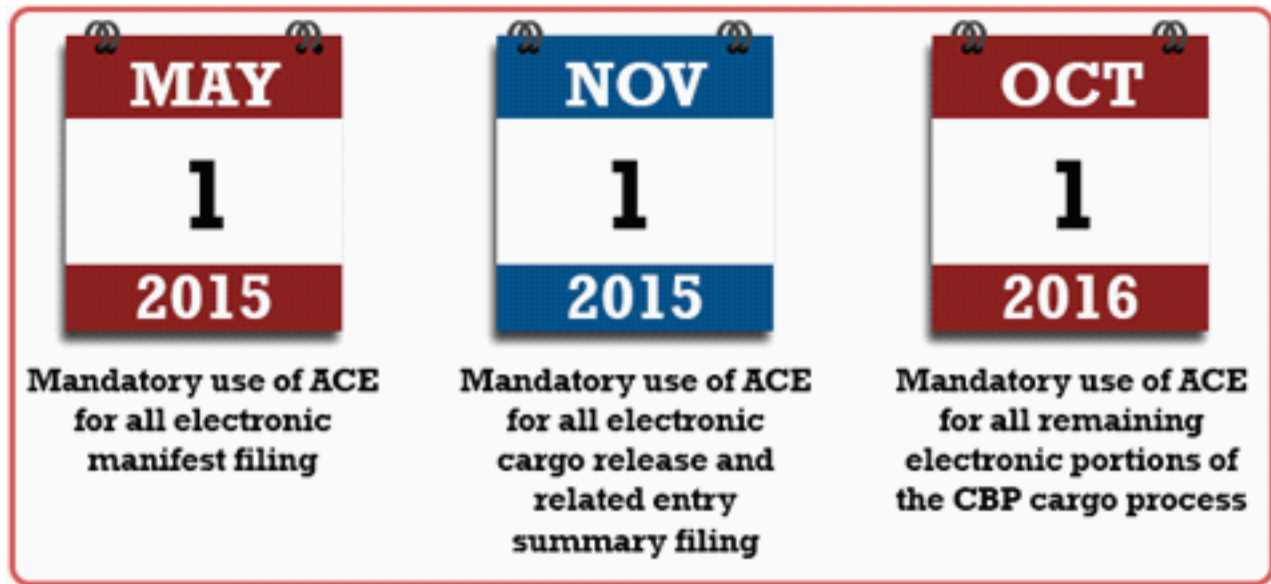 MAY
1
2015
Mandatory use of ACE
for all electronic
manifest filing
NOV
1
2015
Mandatory use of ACE
for all electronic
cargo release and
related entry
summary filing
OCT
1
2016
Mandatory use of ACE
for all remaining
electronic portions of
the CBP cargo process